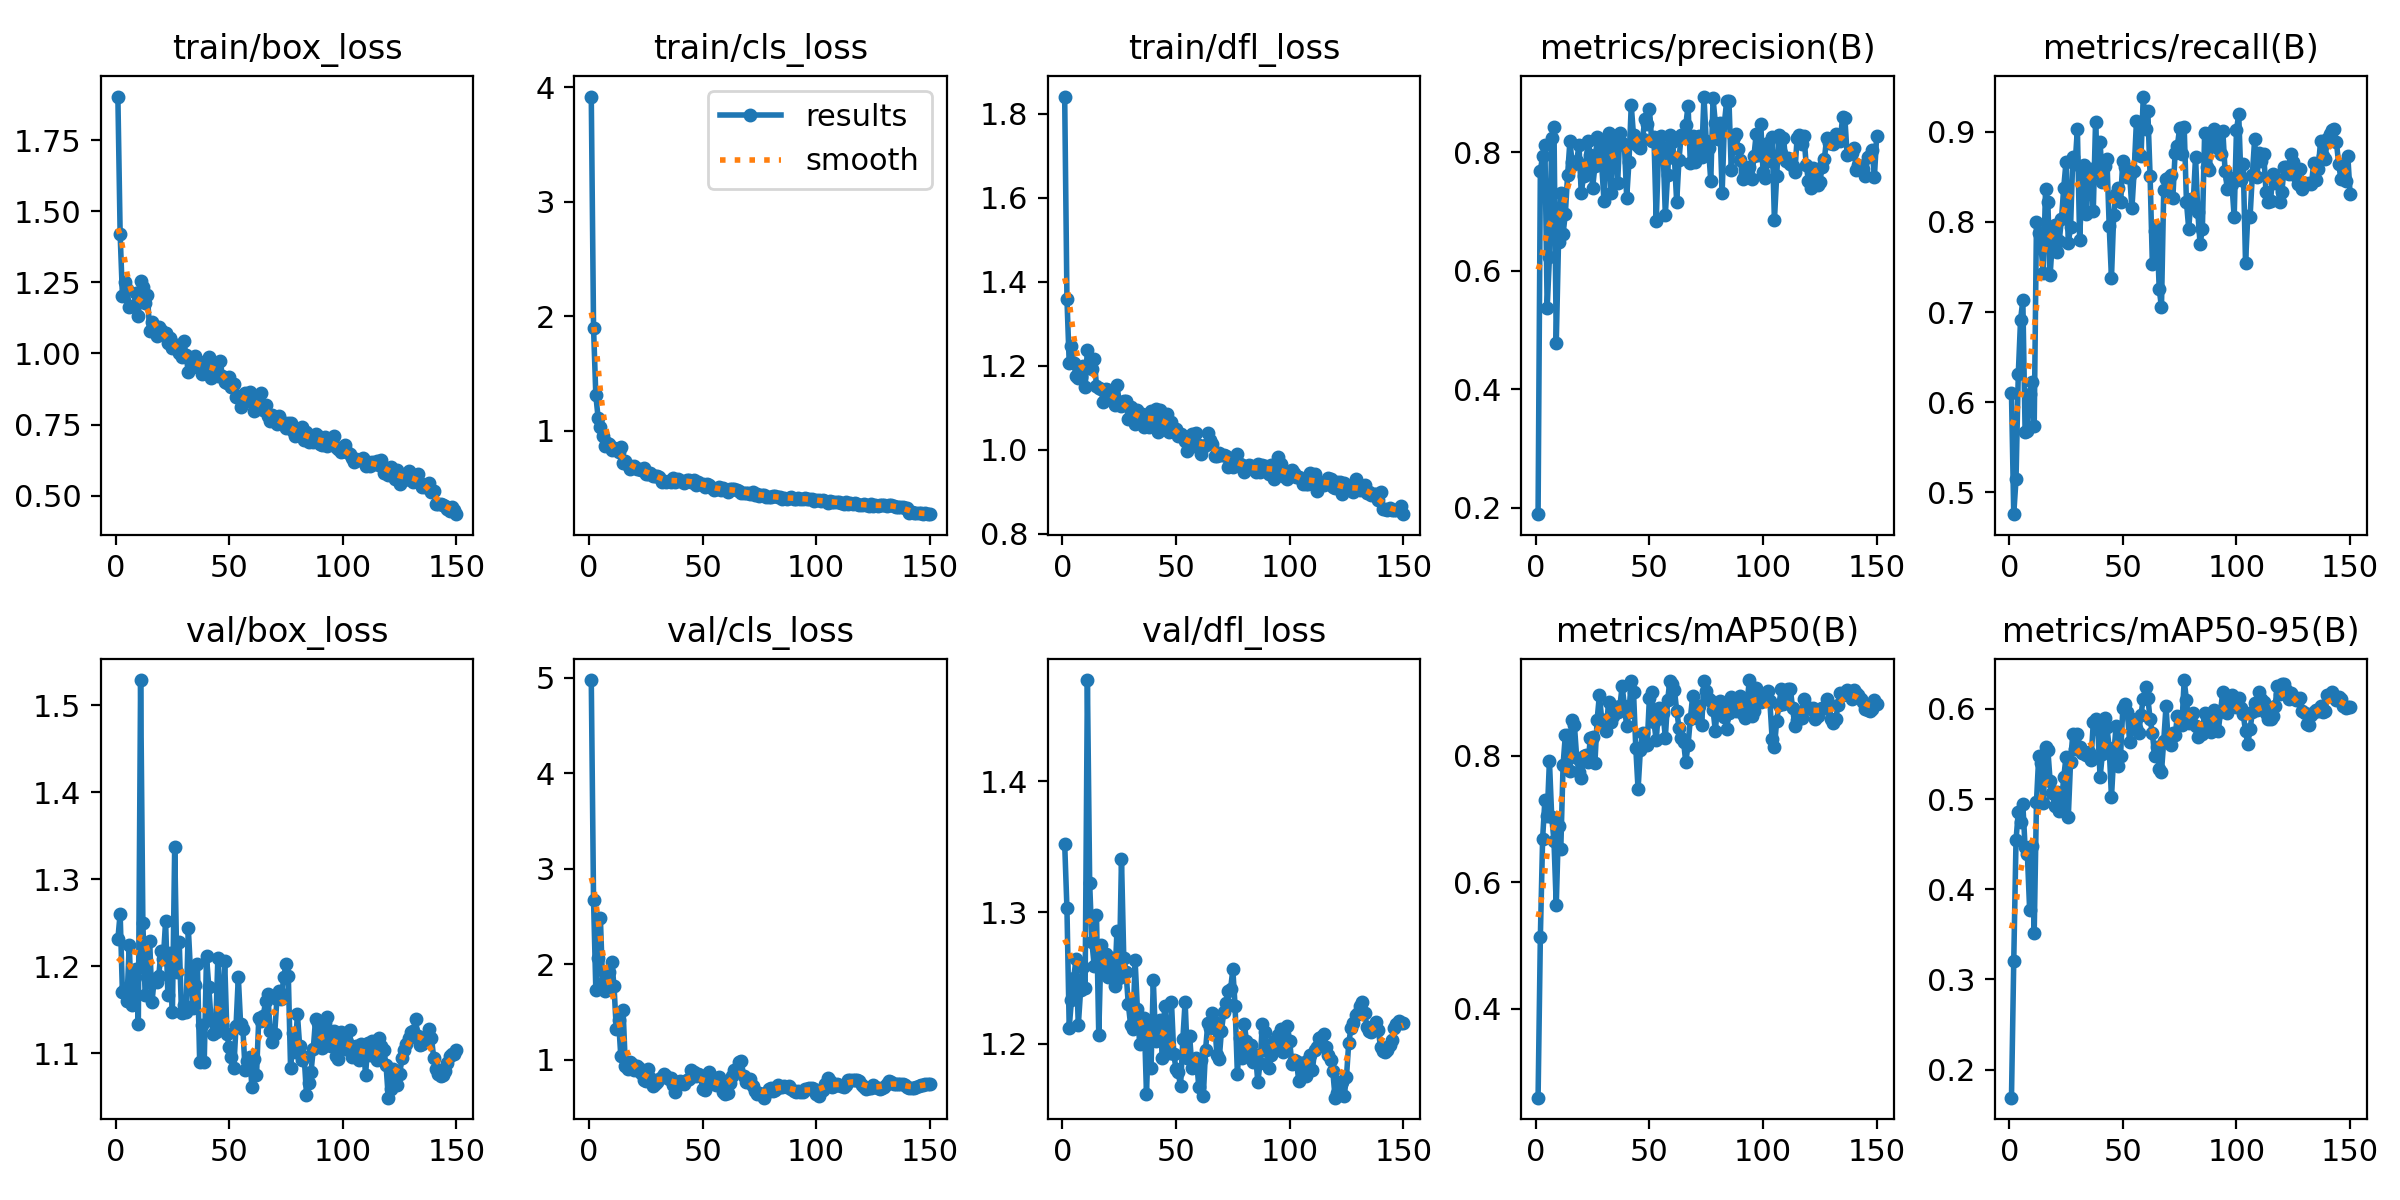 train/box_loss
1.75
1.50
1.25
1.00
0.75
0.50
0 50 100 150
train/cls_loss
results
smooth
4
3
2
1
0 50 100 150
train/dfl_loss
1.8
1.6
1.4
1.2
1.0
0.8
0 50 100 150
metrics/precision(B)
0.8
0.6
0.4
0.2
0 50 100 150
metrics/recall(B)
0.9
0.8
0.7
0.6
0.5
0 50 100 150
val/box_loss
1.5
1.4
1.3
1.2
1.1
0 50 100 150
val/cls_loss
5
4
3
2
1
0 50 100 150
val/dfl_loss
1.4
1.3
1.2
0 50 100 150
metrics/mAP50(B)
0.8
0.6
0.4
0 50 100 150
metrics/mAP50-95(B)
0.6
0.5
0.4
0.3
0.2
0 50 100 150